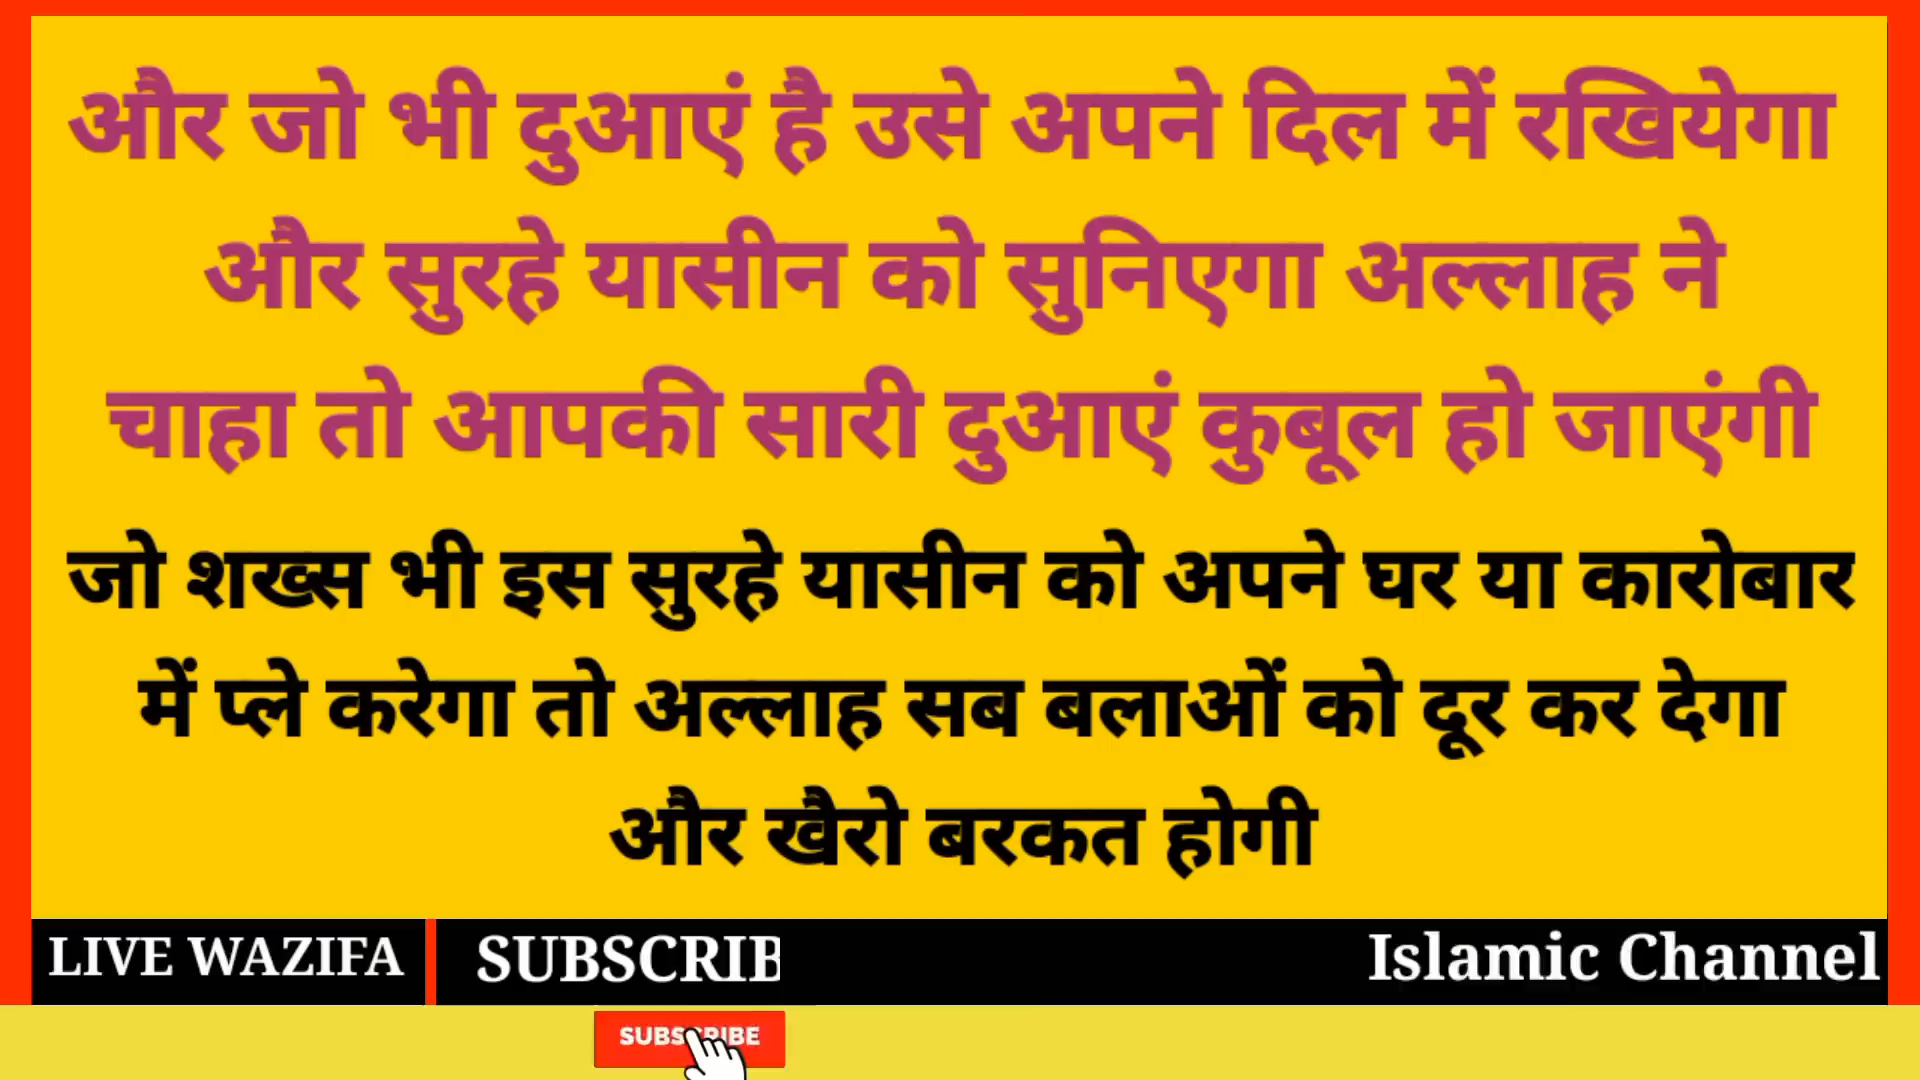 और जो भी दुआएं है उसे अपने दिल में रखियेगा
और सुरहे यासीन को सुनिएगा अल्लाह ने
चाहा तो आपकी सारी दुआएं कुबूल हो जाएंगी
जो शख्स भी इस सुरहे यासीन को अपने घर या कारोबार
में प्ले करेगा तो अल्लाह सब बलाओं को दूर कर देगा
और खैरो बरकत होगी
LIVE WAZIFA SUBSCRIB Islamic Channel
SUBSCRIBE